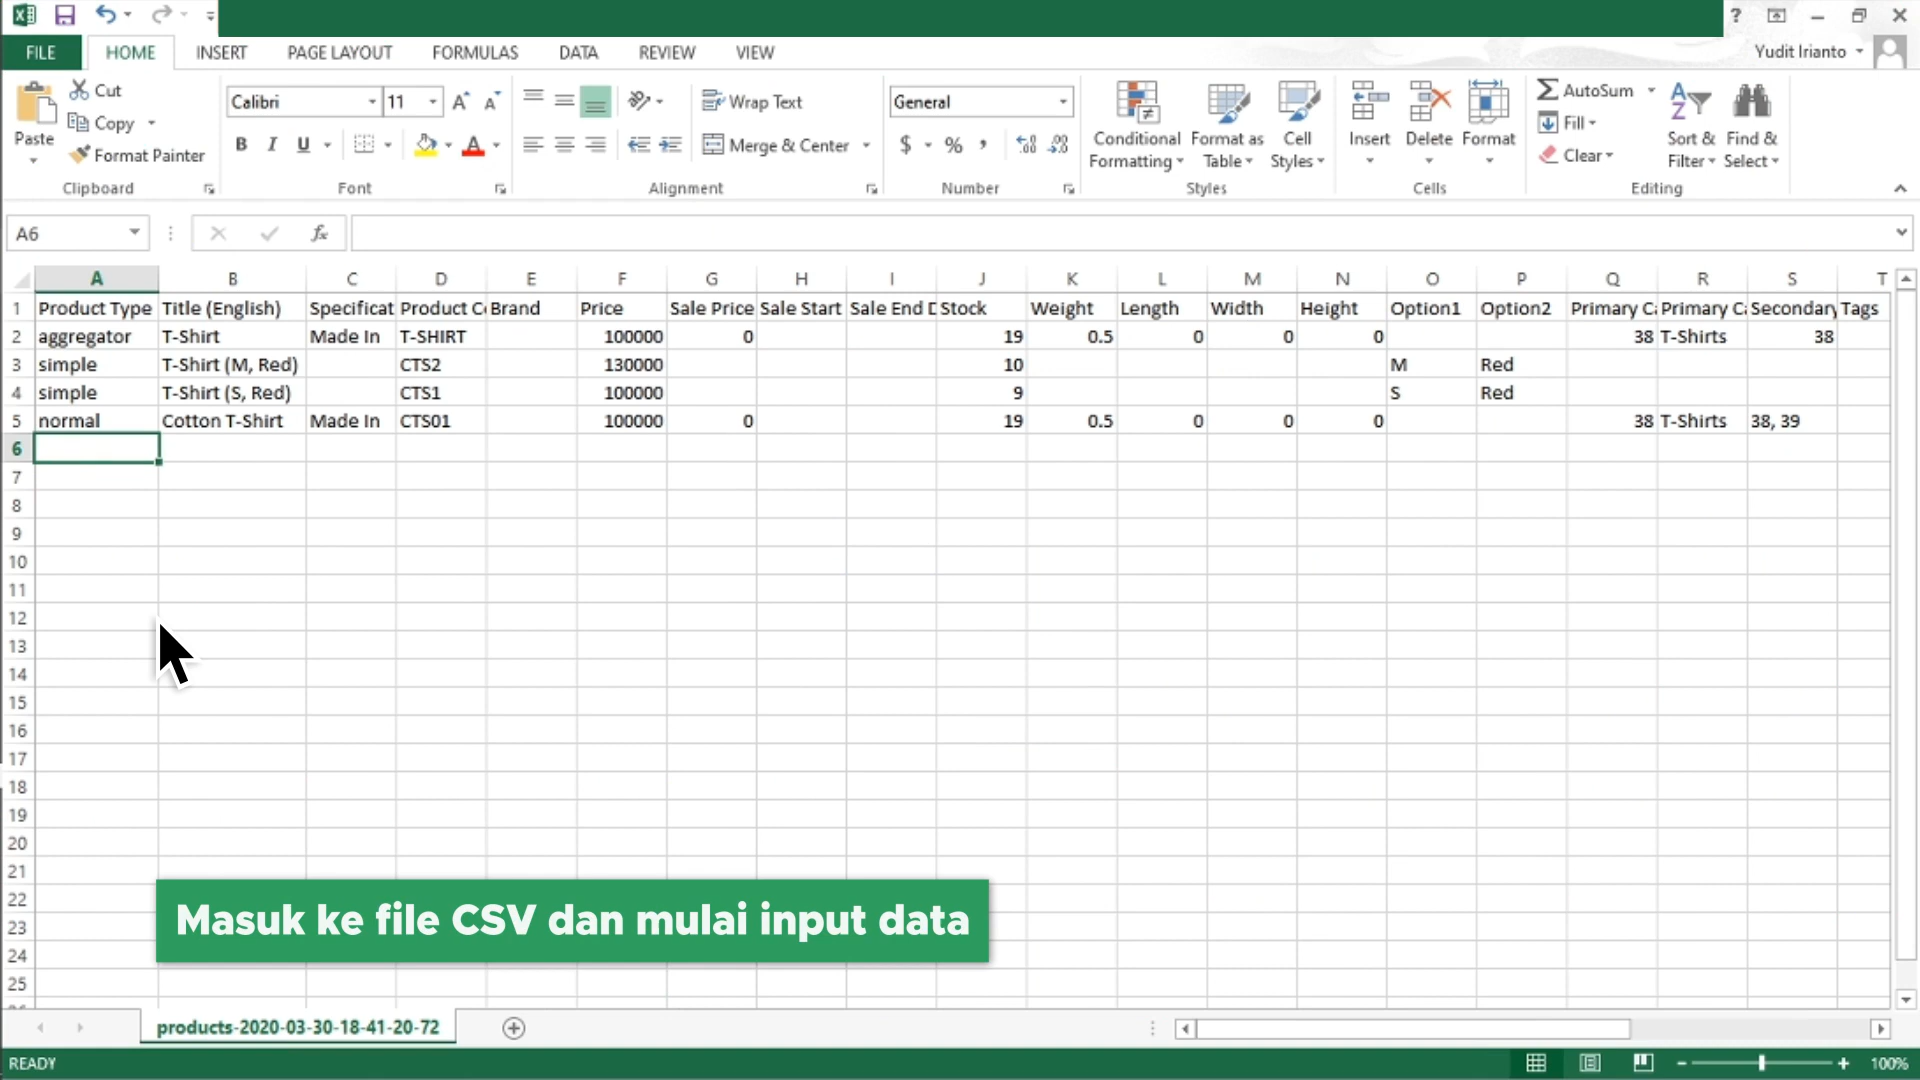 ?
FILE HOME INSERT PAGE LAYOUT FORMULAS DATA REVIEW VIEW Yudit Irianto
Paste
Cut
Copy
Format Painter
Clipboard
Calibri 11
B I U A
Font
Wrap Text
Merge & Center
Alignment
General
$ % ,
Number
Conditional Formatting
Format as Table
Cell Styles
Styles
Insert Delete Format
Cells
AutoSum
Fill
Clear
Sort & Filter
Find & Select
Editing
A6 fx
A B C D E F G H I J K L M N O P Q R S T
1 Product Type Title (English) Specificat Product C Brand Price Sale Price Sale Start Sale End D Stock Weight Length Width Height Option1 Option2 Primary Ca Primary Ca Secondary Tags
2 aggregator T-Shirt Made In T-SHIRT 100000 0 19 0.5 0 0 0 38 T-Shirts 38
3 simple T-Shirt (M, Red) CTS2 130000 10 M Red
4 simple T-Shirt (S, Red) CTS1 100000 9 S Red
5 normal Cotton T-Shirt Made In CTS01 100000 0 19 0.5 0 0 0 38 T-Shirts 38, 39
6
7
8
9
10
11
12
13
14
15
16
17
18
19
20
21
22
23
24
25
Masuk ke file CSV dan mulai input data
products-2020-03-30-18-41-20-72
READY 100%